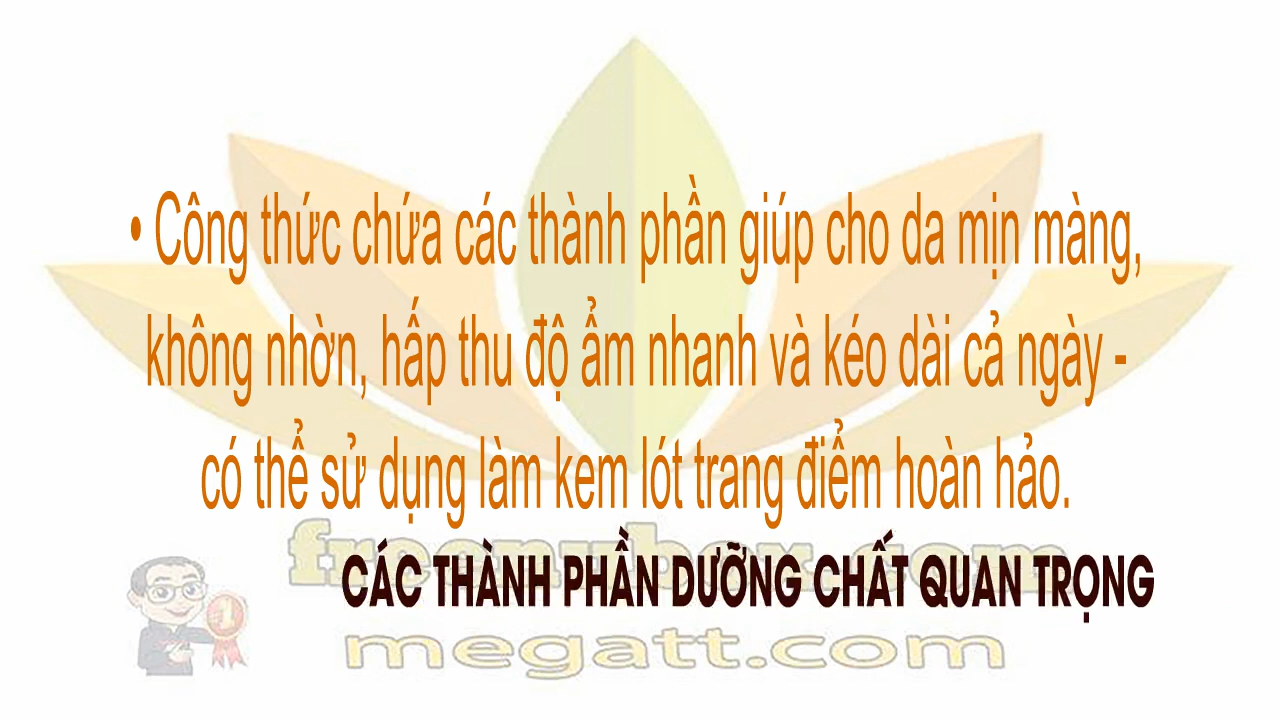 • Công thức chứa các thành phần giúp cho da mịn màng,
không nhờn, hấp thu độ ẩm nhanh và kéo dài cả ngày -
có thể sử dụng làm kem lót trang điểm hoàn hảo.
CÁC THÀNH PHẦN DƯỠNG CHẤT QUAN TRỌNG
megatt.com
1